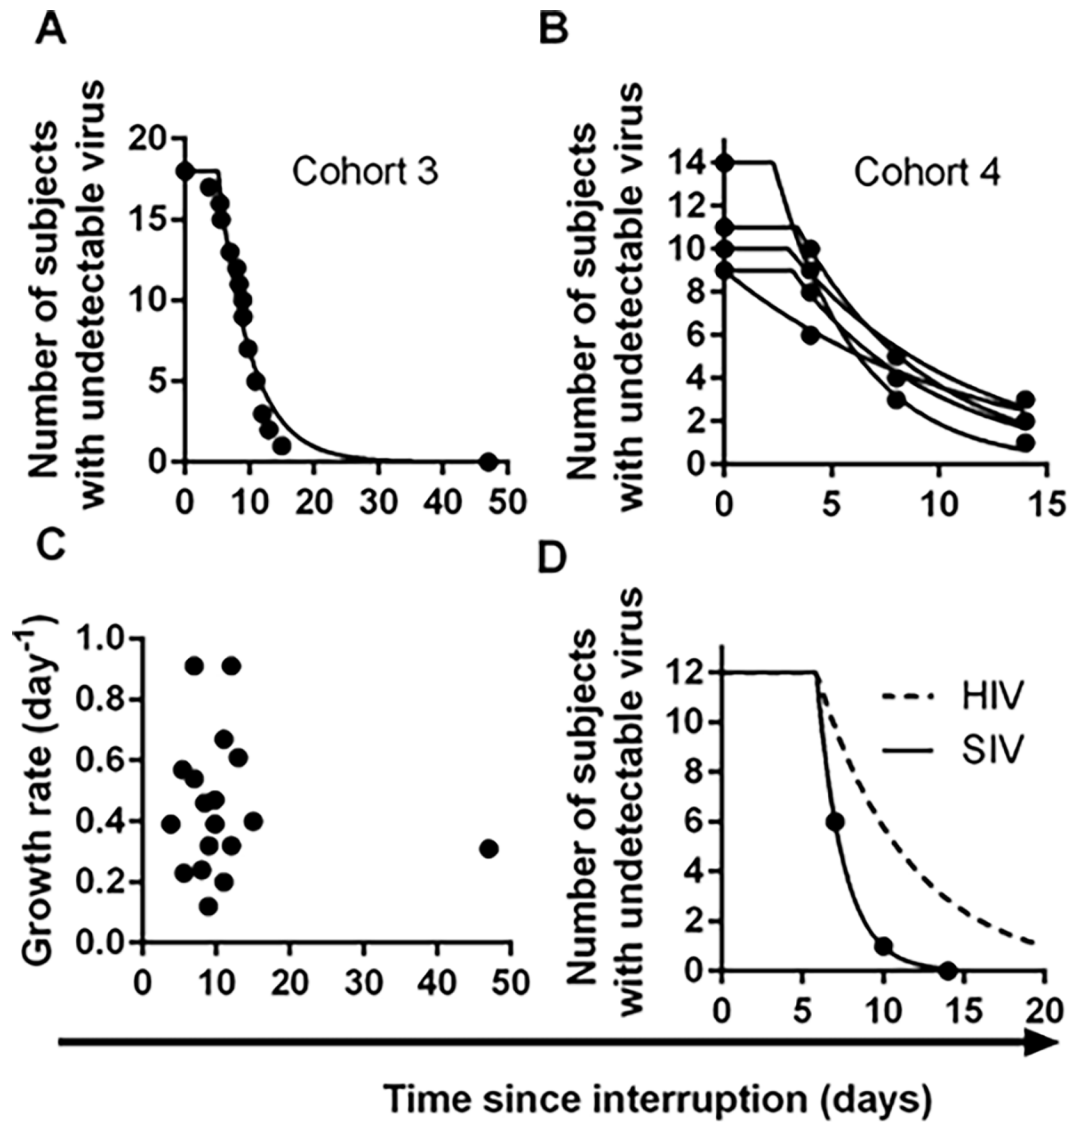 A
Number of subjects
with undetectable virus
20
15
10
5
0
0 10 20 30 40 50
Cohort 3
B
Number of subjects
with undetectable virus
14
12
10
8
6
4
2
0
0 5 10 15
Cohort 4
C
Growth rate (day-1)
1.0
0.8
0.6
0.4
0.2
0.0
0 10 20 30 40 50
D
Number of subjects
with undetectable virus
12
10
8
6
4
2
0
0 5 10 15 20
HIV
SIV
Time since interruption (days)